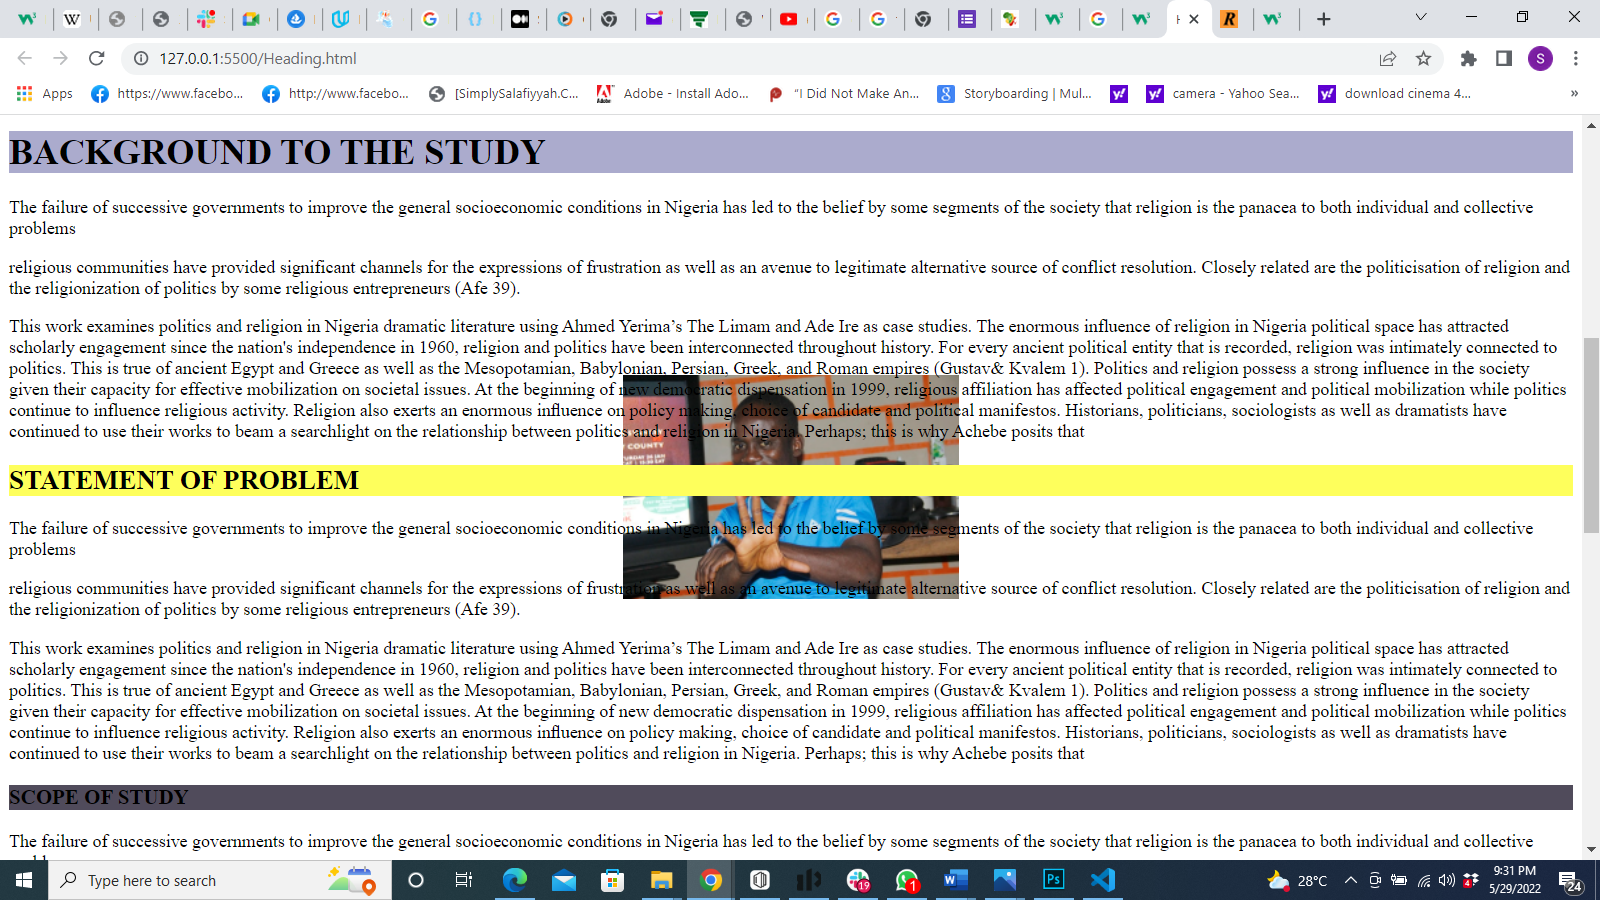 127.0.0.1:5500/Heading.html
S
Apps
https://www.facebo...
http://www.facebo...
[SimplySalafiyyah.C...
Adobe - Install Ado...
"I Did Not Make An...
Storyboarding | Mul...
camera - Yahoo Sea...
download cinema 4...
»
BACKGROUND TO THE STUDY
The failure of successive governments to improve the general socioeconomic conditions in Nigeria has led to the belief by some segments of the society that religion is the panacea to both individual and collective
problems
religious communities have provided significant channels for the expressions of frustration as well as an avenue to legitimate alternative source of conflict resolution. Closely related are the politicisation of religion and
the religionization of politics by some religious entrepreneurs (Afe 39).
This work examines politics and religion in Nigeria dramatic literature using Ahmed Yerima’s The Limam and Ade Ire as case studies. The enormous influence of religion in Nigeria political space has attracted
scholarly engagement since the nation's independence in 1960, religion and politics have been interconnected throughout history. For every ancient political entity that is recorded, religion was intimately connected to
politics. This is true of ancient Egypt and Greece as well as the Mesopotamian, Babylonian, Persian, Greek, and Roman empires (Gustav& Kvalem 1). Politics and religion possess a strong influence in the society
given their capacity for effective mobilization on societal issues. At the beginning of new democratic dispensation in 1999, religious affiliation has affected political engagement and political mobilization while politics
continue to influence religious activity. Religion also exerts an enormous influence on policy making, choice of candidate and political manifestos. Historians, politicians, sociologists as well as dramatists have
continued to use their works to beam a searchlight on the relationship between politics and religion in Nigeria. Perhaps; this is why Achebe posits that
COUNTY
STATEMENT OF PROBLEM
The failure of successive governments to improve the general socioeconomic conditions in Nigeria has led to the belief by some segments of the society that religion is the panacea to both individual and collective
problems
religious communities have provided significant channels for the expressions of frustration as well as an avenue to legitimate alternative source of conflict resolution. Closely related are the politicisation of religion and
the religionization of politics by some religious entrepreneurs (Afe 39).
This work examines politics and religion in Nigeria dramatic literature using Ahmed Yerima’s The Limam and Ade Ire as case studies. The enormous influence of religion in Nigeria political space has attracted
scholarly engagement since the nation's independence in 1960, religion and politics have been interconnected throughout history. For every ancient political entity that is recorded, religion was intimately connected to
politics. This is true of ancient Egypt and Greece as well as the Mesopotamian, Babylonian, Persian, Greek, and Roman empires (Gustav& Kvalem 1). Politics and religion possess a strong influence in the society
given their capacity for effective mobilization on societal issues. At the beginning of new democratic dispensation in 1999, religious affiliation has affected political engagement and political mobilization while politics
continue to influence religious activity. Religion also exerts an enormous influence on policy making, choice of candidate and political manifestos. Historians, politicians, sociologists as well as dramatists have
continued to use their works to beam a searchlight on the relationship between politics and religion in Nigeria. Perhaps; this is why Achebe posits that
SCOPE OF STUDY
The failure of successive governments to improve the general socioeconomic conditions in Nigeria has led to the belief by some segments of the society that religion is the panacea to both individual and collective
Type here to search
19
1
Ps
28°C
4
9:31 PM
5/29/2022
24